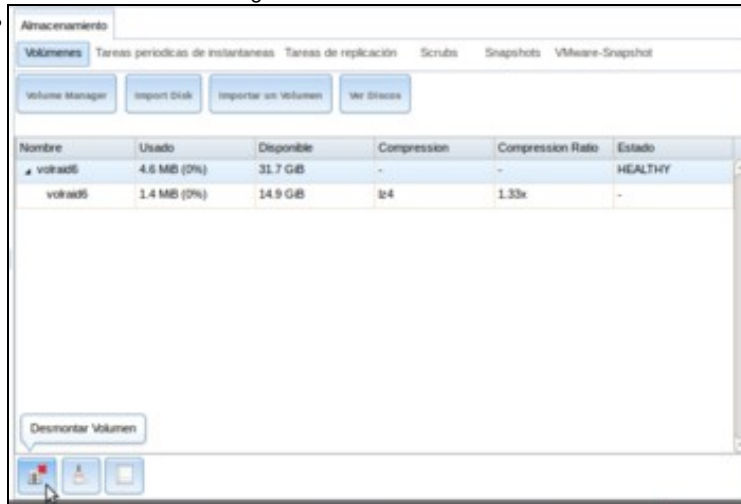 Almacenamiento
Volúmenes Tareas periodicas de instantaneas Tareas de replicación Scrubs Snapshots VMware-Snapshot
Volume Manager Import Disk Importar un Volumen Ver Discos
Nombre Usado Disponible Compression Compression Ratio Estado
volraid6 4.6 MiB (0%) 31.7 GiB - - HEALTHY
volraid6 1.4 MiB (0%) 14.9 GiB lz4 1.33x -
Desmontar Volumen